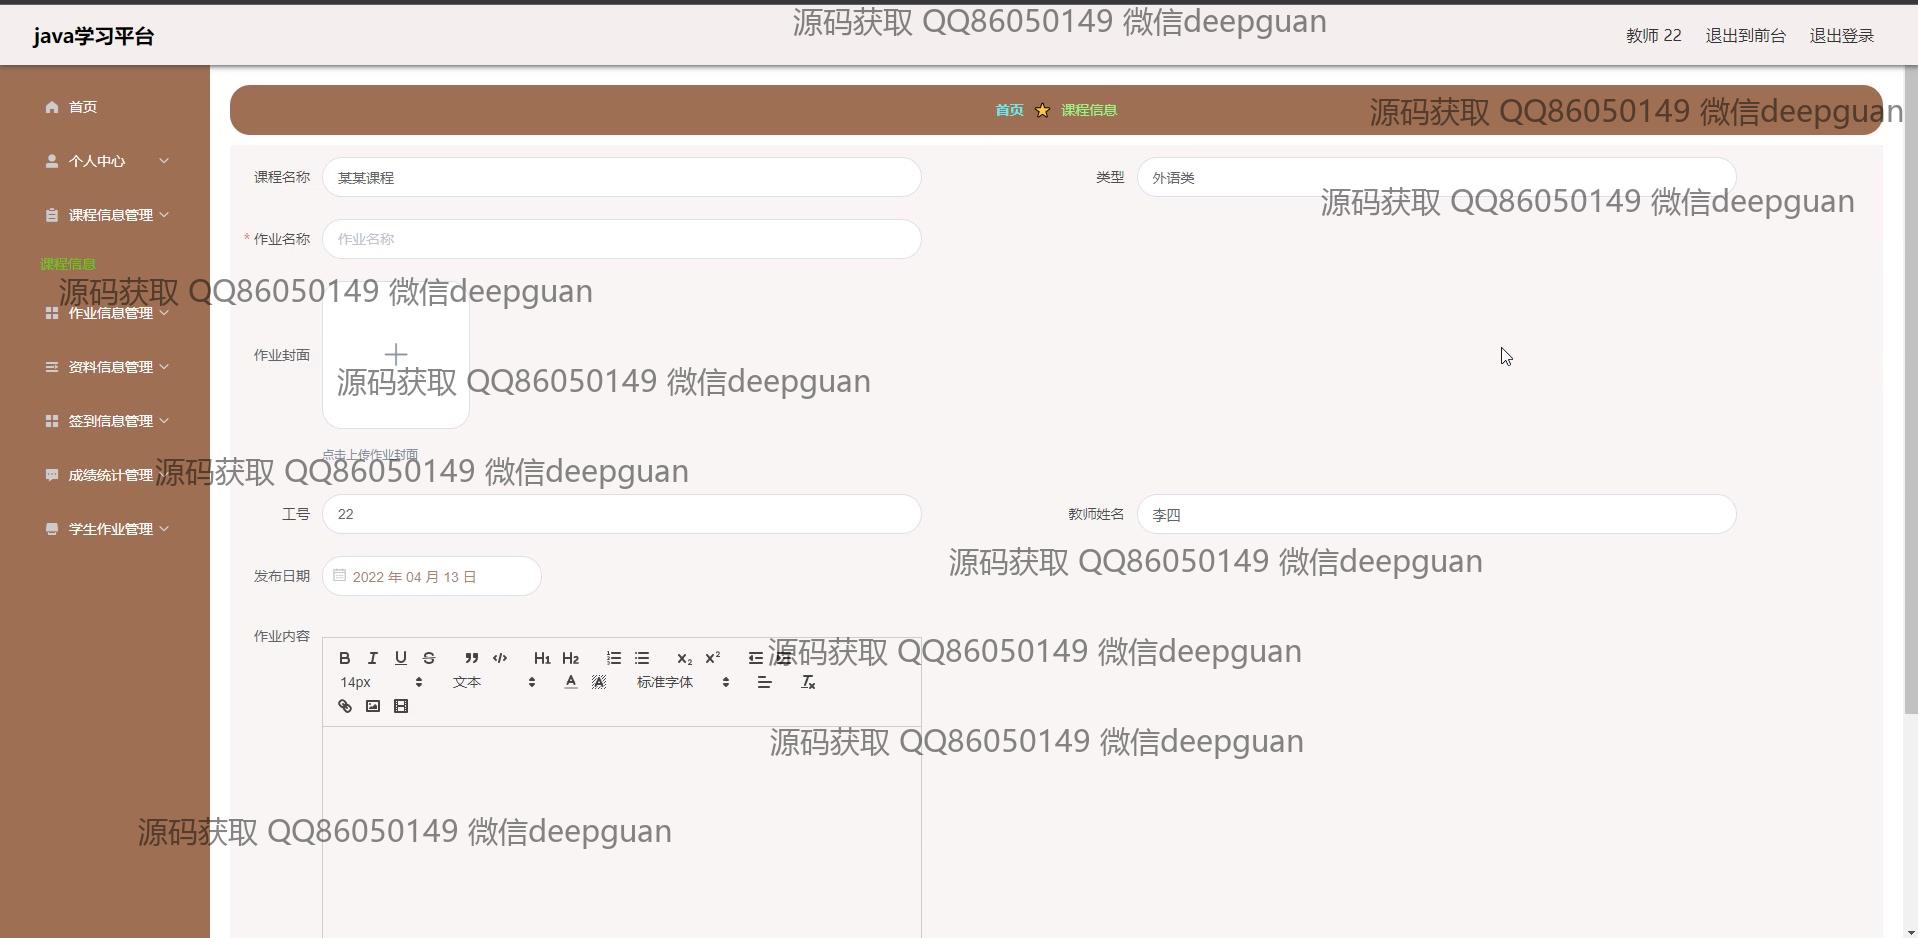 源码获取 QQ86050149 微信deepguan
java学习平台
教师 22 退出到前台 退出登录
首页
首页 课程信息
源码获取 QQ86050149 微信deepguan
个人中心
课程名称 某某课程 类型 外语类
源码获取 QQ86050149 微信deepguan
课程信息管理
* 作业名称 作业名称
课程信息
源码获取 QQ86050149 微信deepguan
作业信息管理
作业封面
资料信息管理
源码获取 QQ86050149 微信deepguan
签到信息管理
点击上传作业封面
源码获取 QQ86050149 微信deepguan
成绩统计管理
工号 22 教师姓名 李四
学生作业管理
源码获取 QQ86050149 微信deepguan
发布日期 2022 年 04 月 13 日
作业内容
源码获取 QQ86050149 微信deepguan
B I U S H1 H2 x2 x2
14px 文本 A A 标准字体 Tx
源码获取 QQ86050149 微信deepguan
源码获取 QQ86050149 微信deepguan